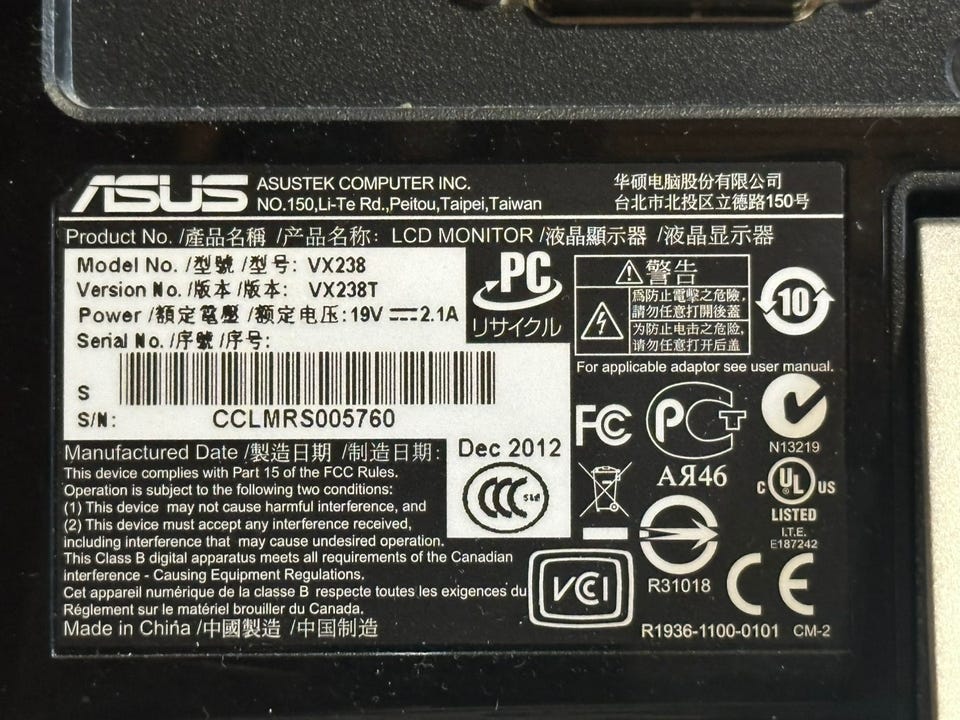 ASUS
ASUSTEK COMPUTER INC.
NO.150,Li-Te Rd.,Peitou,Taipei,Taiwan
华硕电脑股份有限公司
台北市北投区立德路150号
Product No. /產品名稱 /产品名称: LCD MONITOR /液晶顯示器 /液晶显示器
Model No. /型號 /型号: VX238
Version No. /版本 /版本: VX238T
Power /額定電壓 /额定电压:19V ⎓ 2.1A
Serial No. /序號 /序号:
S
S/N: CCLMRS005760
PC
リサイクル
警告
為防止電擊之危險,
請勿任意打開後蓋
为防止电击之危险,
请勿任意打开后盖
10
For applicable adaptor see user manual.
Manufactured Date /製造日期 /制造日期: Dec 2012
This device complies with Part 15 of the FCC Rules.
Operation is subject to the following two conditions:
(1) This device may not cause harmful interference, and
(2) This device must accept any interference received,
including interference that may cause undesired operation.
This Class B digital apparatus meets all requirements of the Canadian
interference - Causing Equipment Regulations.
Cet appareil numérique de la classe B respecte toutes les exigences du
Réglement sur le matériel brouiller du Canada.
Made in China /中國製造 /中国制造
CCC S&E
FC
РСТ
АЯ46
N13219
c UL US
LISTED
I.T.E.
E187242
VCI
R31018
CE
R1936-1100-0101 CM-2